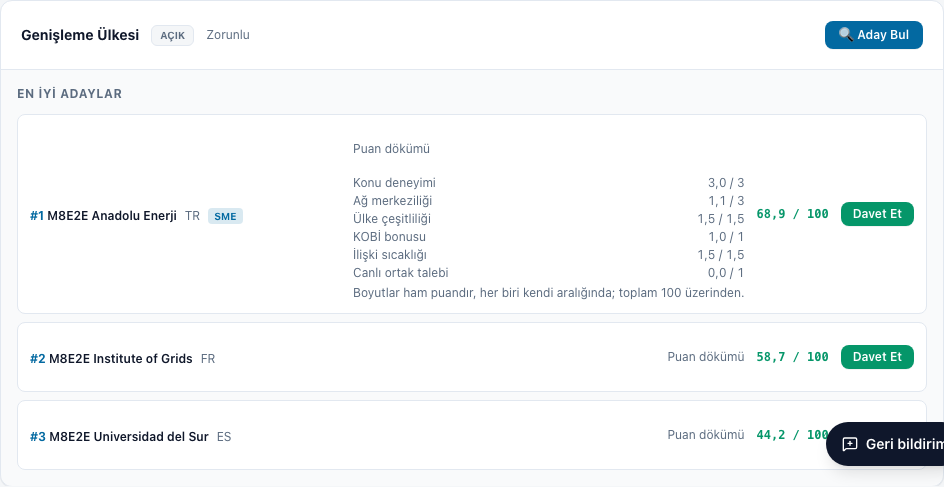 Genişleme Ülkesi AÇIK Zorunlu 🔍 Aday Bul
EN İYİ ADAYLAR
Puan dökümü
Konu deneyimi 3,0 / 3
Ağ merkeziliği 1,1 / 3
Ülke çeşitliliği 1,5 / 1,5
KOBİ bonusu 1,0 / 1
İlişki sıcaklığı 1,5 / 1,5
Canlı ortak talebi 0,0 / 1
Boyutlar ham puandır, her biri kendi aralığında; toplam 100 üzerinden.
#1 M8E2E Anadolu Enerji TR SME 68,9 / 100 Davet Et
#2 M8E2E Institute of Grids FR Puan dökümü 58,7 / 100 Davet Et
#3 M8E2E Universidad del Sur ES Puan dökümü 44,2 / 100
Geri bildirim